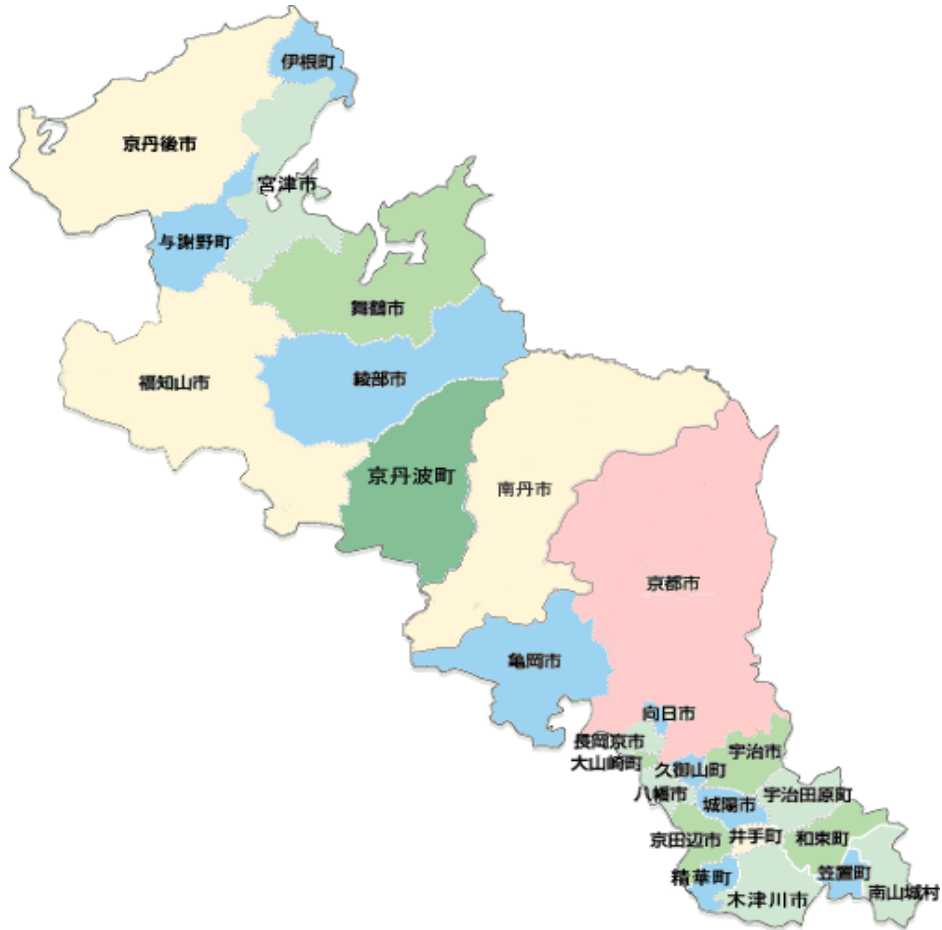 伊根町
京丹後市
宮津市
与謝野町
舞鶴市
福知山市
綾部市
京丹波町
南丹市
京都市
亀岡市
向日市
長岡京市
宇治市
大山崎町
久御山町
八幡市
城陽市
宇治田原町
京田辺市
井手町
和束町
精華町
笠置町
南山城村
木津川市